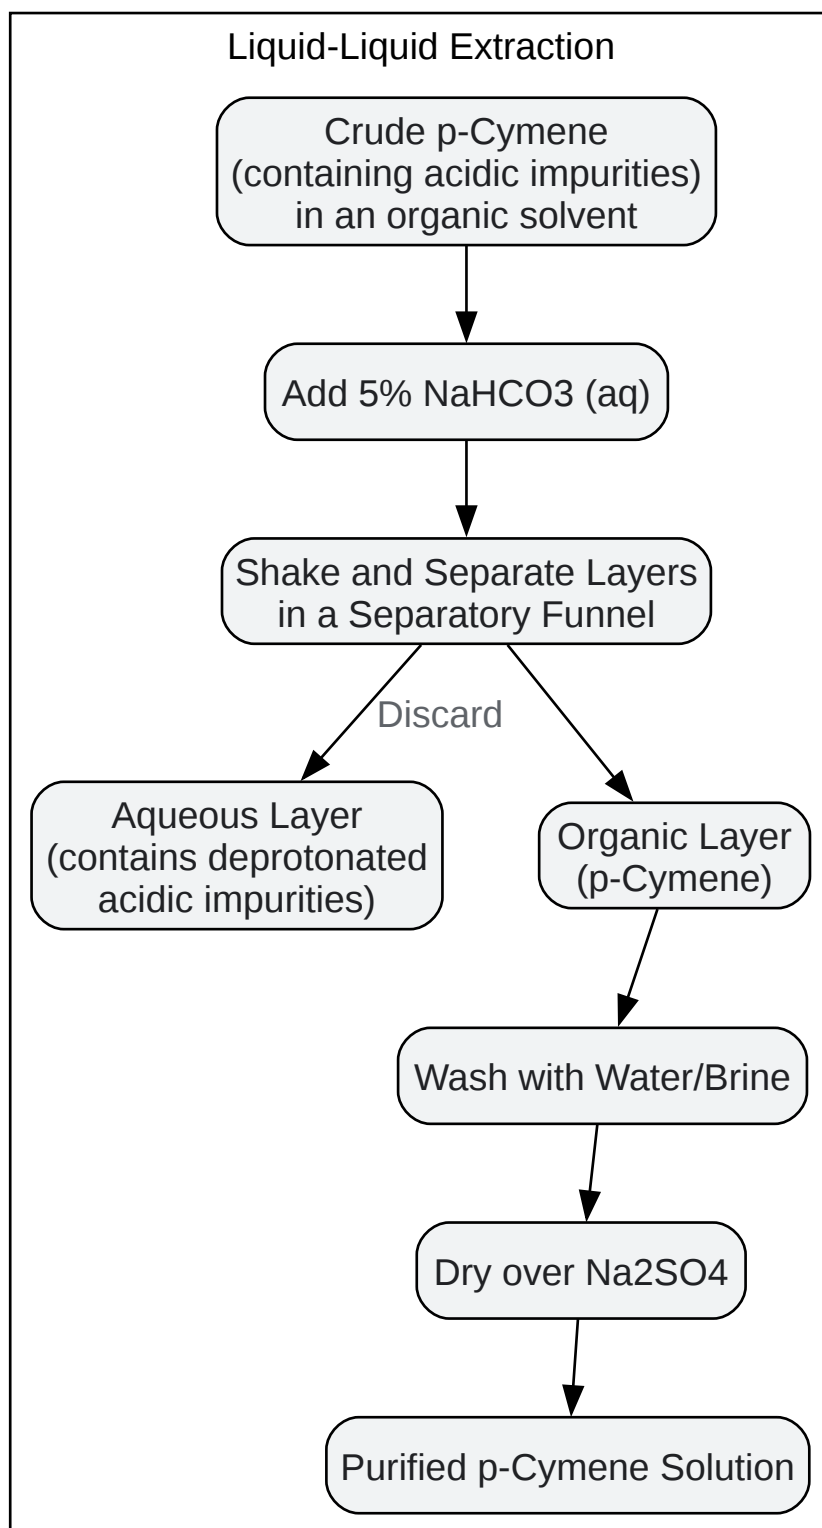 Liquid-Liquid Extraction
Crude p-Cymene
(containing acidic impurities)
in an organic solvent
Add 5% NaHCO3 (aq)
Shake and Separate Layers
in a Separatory Funnel
Discard
Aqueous Layer
(contains deprotonated
acidic impurities)
Organic Layer
(p-Cymene)
Wash with Water/Brine
Dry over Na2SO4
Purified p-Cymene Solution